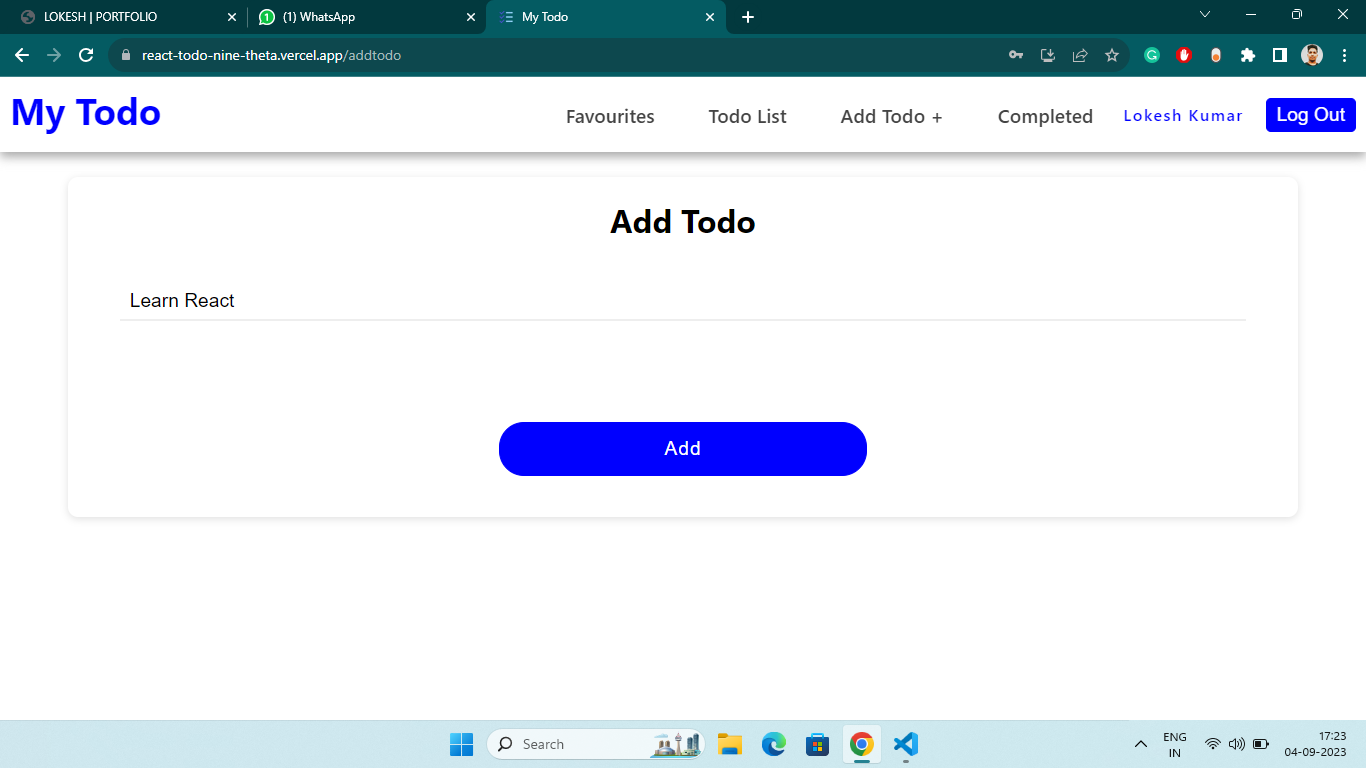 LOKESH | PORTFOLIO
(1) WhatsApp
My Todo
react-todo-nine-theta.vercel.app/addtodo
My Todo
Favourites
Todo List
Add Todo +
Completed
Lokesh Kumar
Log Out
Add Todo
Learn React
Add
Search
ENG
IN
17:23
04-09-2023